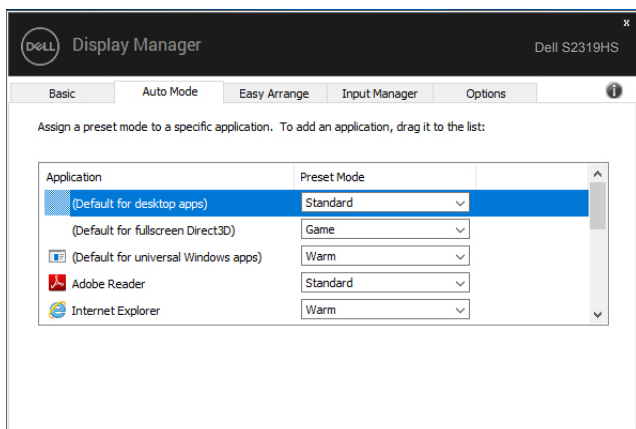 x
DELL Display Manager Dell S2319HS
Basic Auto Mode Easy Arrange Input Manager Options
Assign a preset mode to a specific application. To add an application, drag it to the list:
Application Preset Mode
(Default for desktop apps) Standard
(Default for fullscreen Direct3D) Game
(Default for universal Windows apps) Warm
Adobe Reader Standard
Internet Explorer Warm